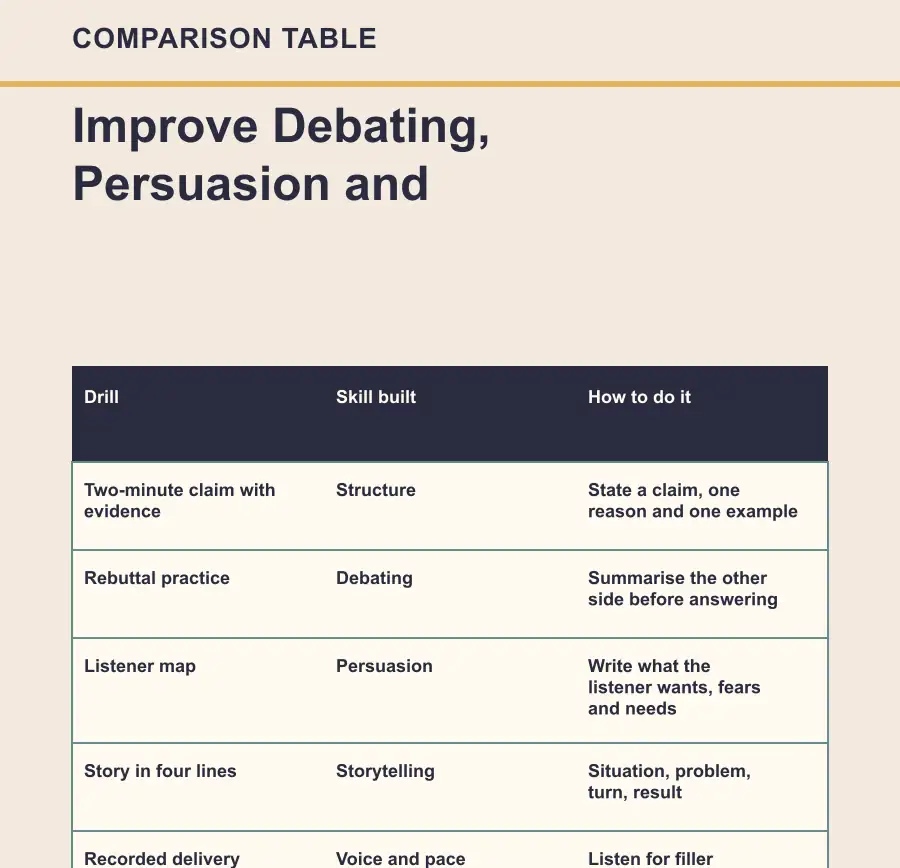 COMPARISON TABLE
Improve Debating,
Persuasion and
Drill
Skill built
How to do it
Two-minute claim with
evidence
Structure
State a claim, one
reason and one example
Rebuttal practice
Debating
Summarise the other
side before answering
Listener map
Persuasion
Write what the
listener wants, fears
and needs
Story in four lines
Storytelling
Situation, problem,
turn, result
Recorded delivery
Voice and pace
Listen for filler